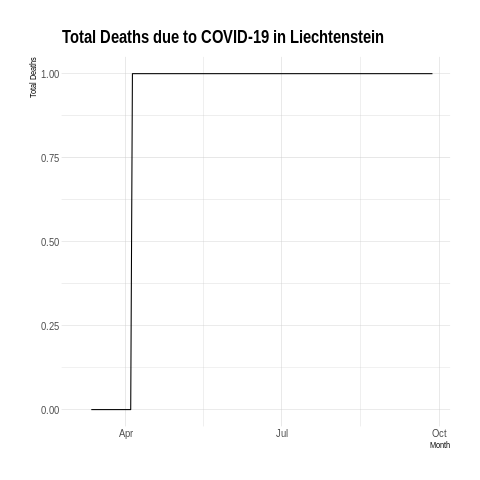 Total Deaths due to COVID-19 in Liechtenstein
Total Deaths
1.00
0.75
0.50
0.25
0.00
Apr
Jul
Oct
Month